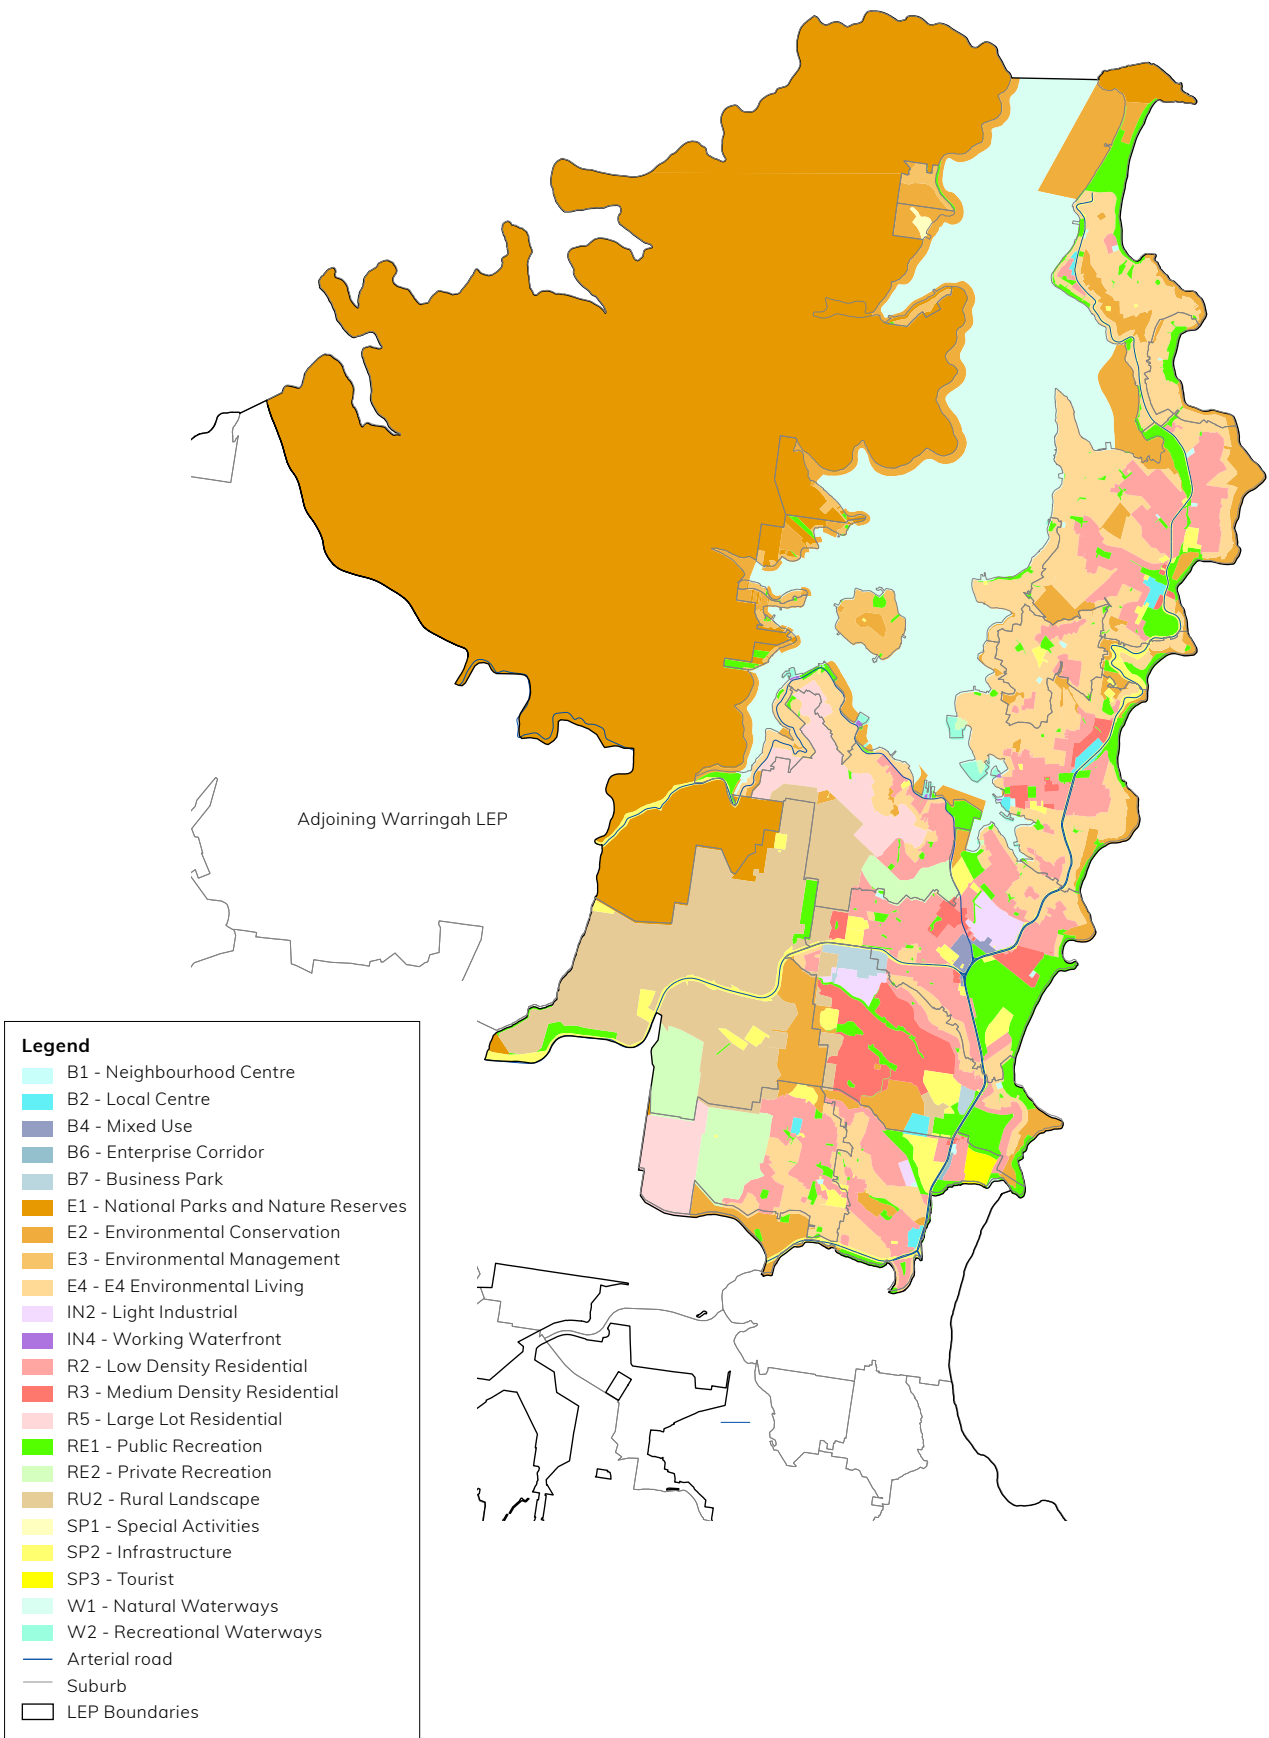 Adjoining Warringah LEP
Legend
B1 - Neighbourhood Centre
B2 - Local Centre
B4 - Mixed Use
B6 - Enterprise Corridor
B7 - Business Park
E1 - National Parks and Nature Reserves
E2 - Environmental Conservation
E3 - Environmental Management
E4 - E4 Environmental Living
IN2 - Light Industrial
IN4 - Working Waterfront
R2 - Low Density Residential
R3 - Medium Density Residential
R5 - Large Lot Residential
RE1 - Public Recreation
RE2 - Private Recreation
RU2 - Rural Landscape
SP1 - Special Activities
SP2 - Infrastructure
SP3 - Tourist
W1 - Natural Waterways
W2 - Recreational Waterways
Arterial road
Suburb
LEP Boundaries